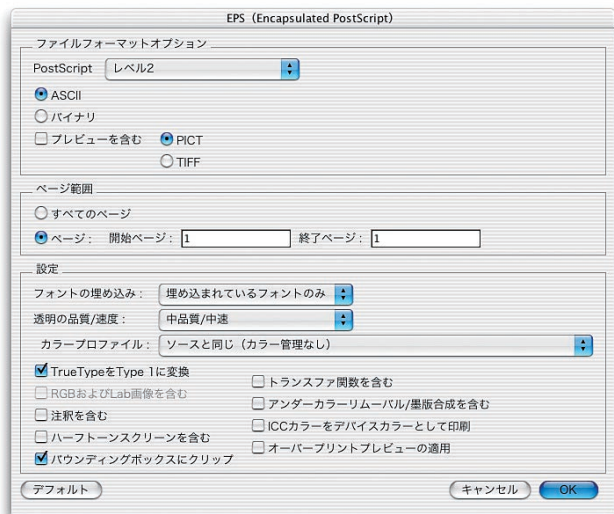 EPS（Encapsulated PostScript）
ファイルフォーマットオプション
PostScript レベル2
ASCII
バイナリ
プレビューを含む PICT
TIFF
ページ範囲
すべてのページ
ページ： 開始ページ： 1 終了ページ： 1
設定
フォントの埋め込み： 埋め込まれているフォントのみ
透明の品質/速度： 中品質/中速
カラープロファイル： ソースと同じ（カラー管理なし）
TrueTypeをType 1に変換
RGBおよびLab画像を含む
注釈を含む
ハーフトーンスクリーンを含む
バウンディングボックスにクリップ
トランスファ関数を含む
アンダーカラーリムーバル/墨版合成を含む
ICCカラーをデバイスカラーとして印刷
オーバープリントプレビューの適用
デフォルト キャンセル OK